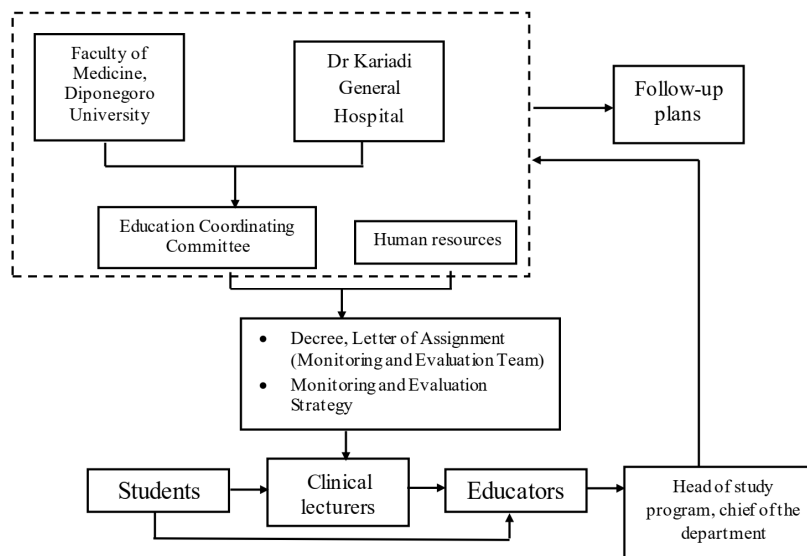 Faculty of
Medicine,
Diponegoro
University
Dr Kariadi
General
Hospital
Follow-up
plans
Education Coordinating
Committee
Human resources
• Decree, Letter of Assignment
(Monitoring and Evaluation Team)
• Monitoring and Evaluation
Strategy
Students
Clinical
lecturers
Educators
Head of study
program, chief of the
department